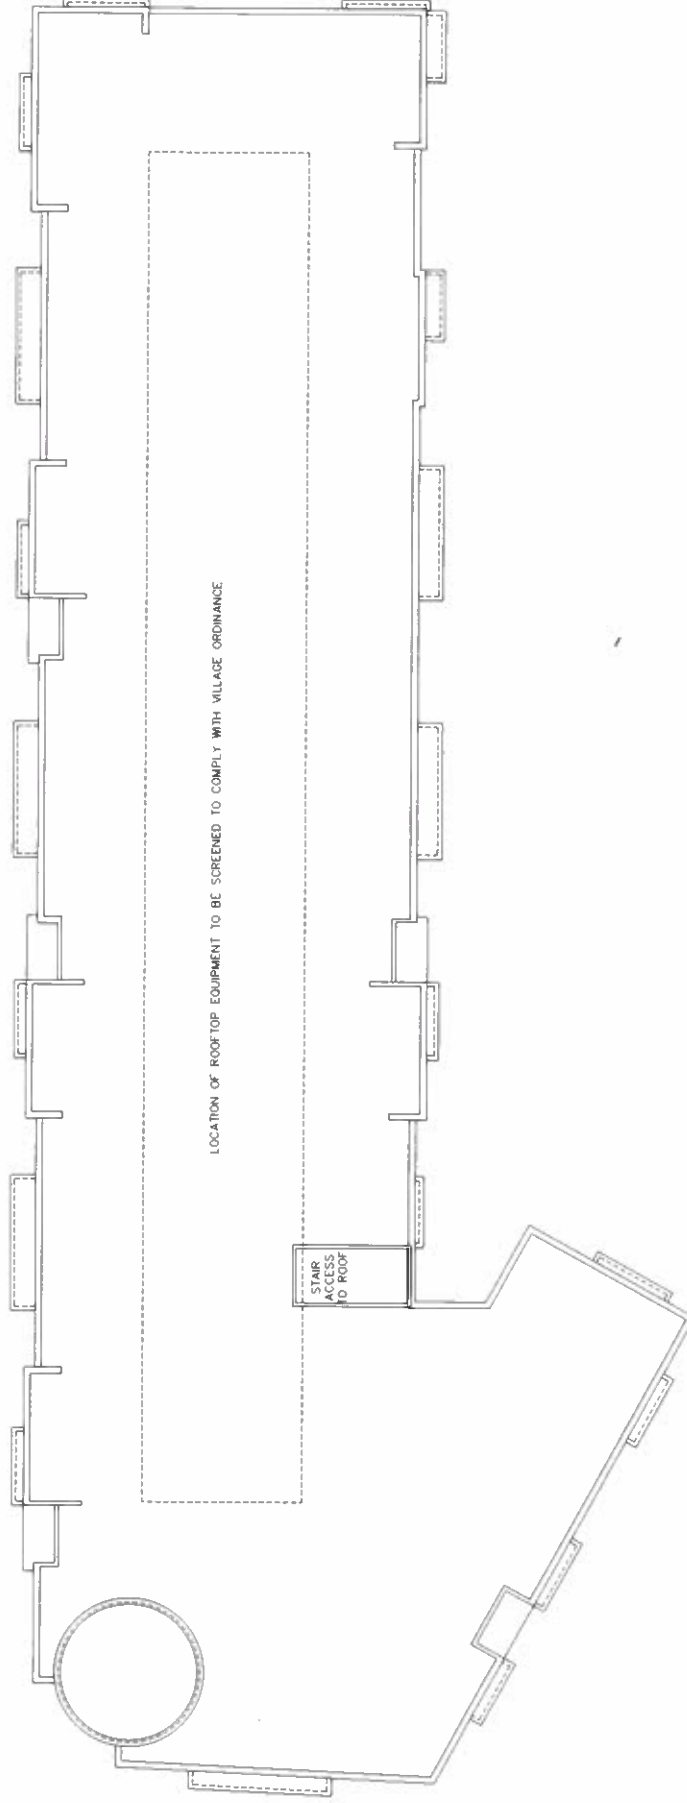 LOCATION OF ROOFTOP EQUIPMENT TO BE SCREENED TO COMPLY WITH VILLAGE ORDINANCE
STAIR
ACCESS
TO ROOF